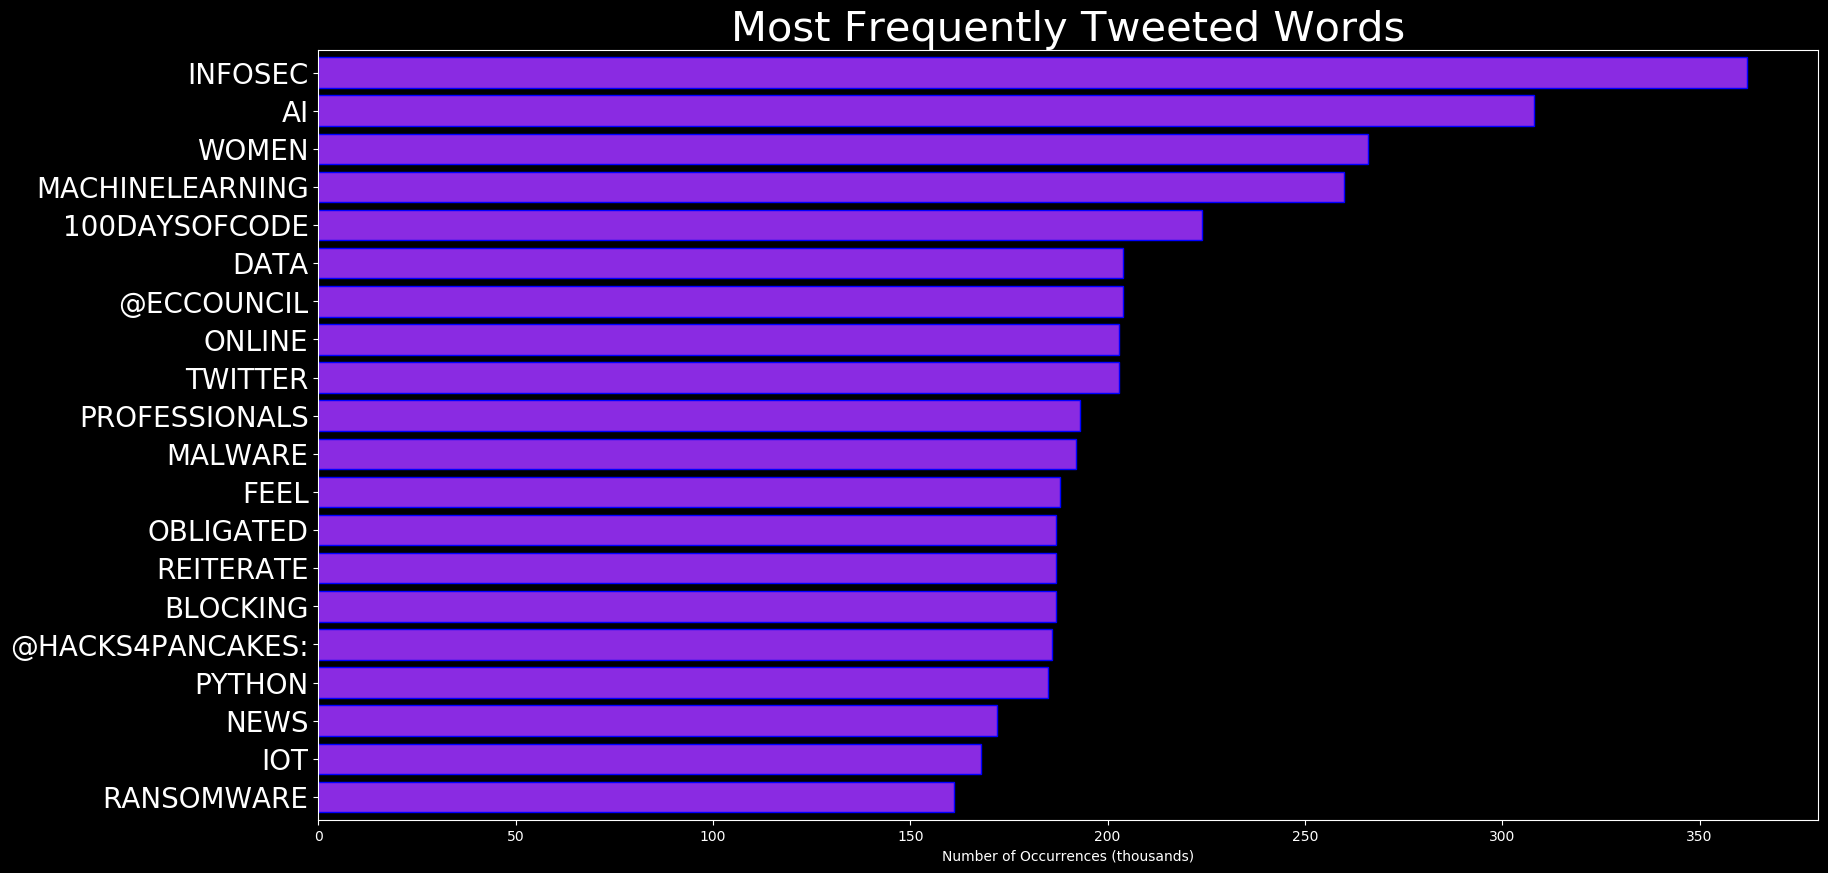 Most Frequently Tweeted Words
INFOSEC
AI
WOMEN
MACHINELEARNING
100DAYSOFCODE
DATA
@ECCOUNCIL
ONLINE
TWITTER
PROFESSIONALS
MALWARE
FEEL
OBLIGATED
REITERATE
BLOCKING
@HACKS4PANCAKES:
PYTHON
NEWS
IOT
RANSOMWARE
0 50 100 150 200 250 300 350
Number of Occurrences (thousands)